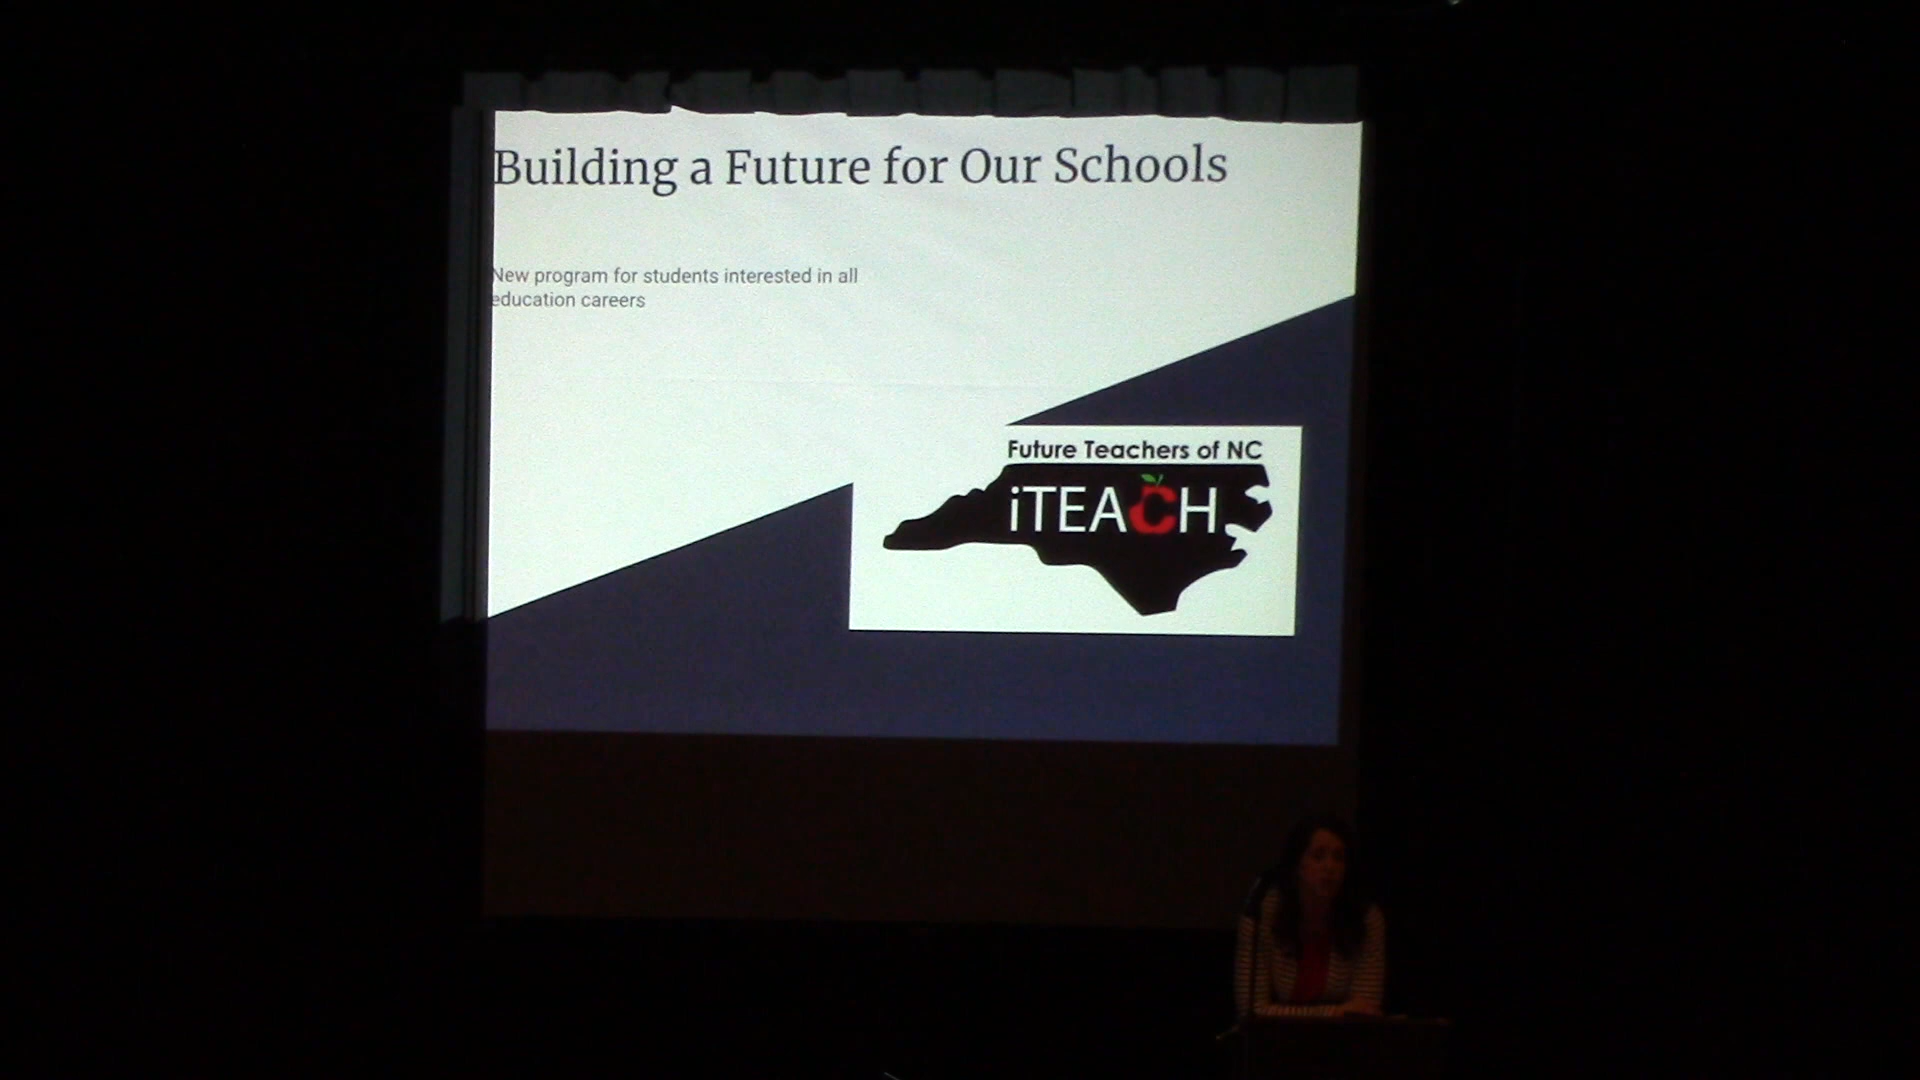 Building a Future for Our Schools
New program for students interested in all
education careers
Future Teachers of NC
iTEACH